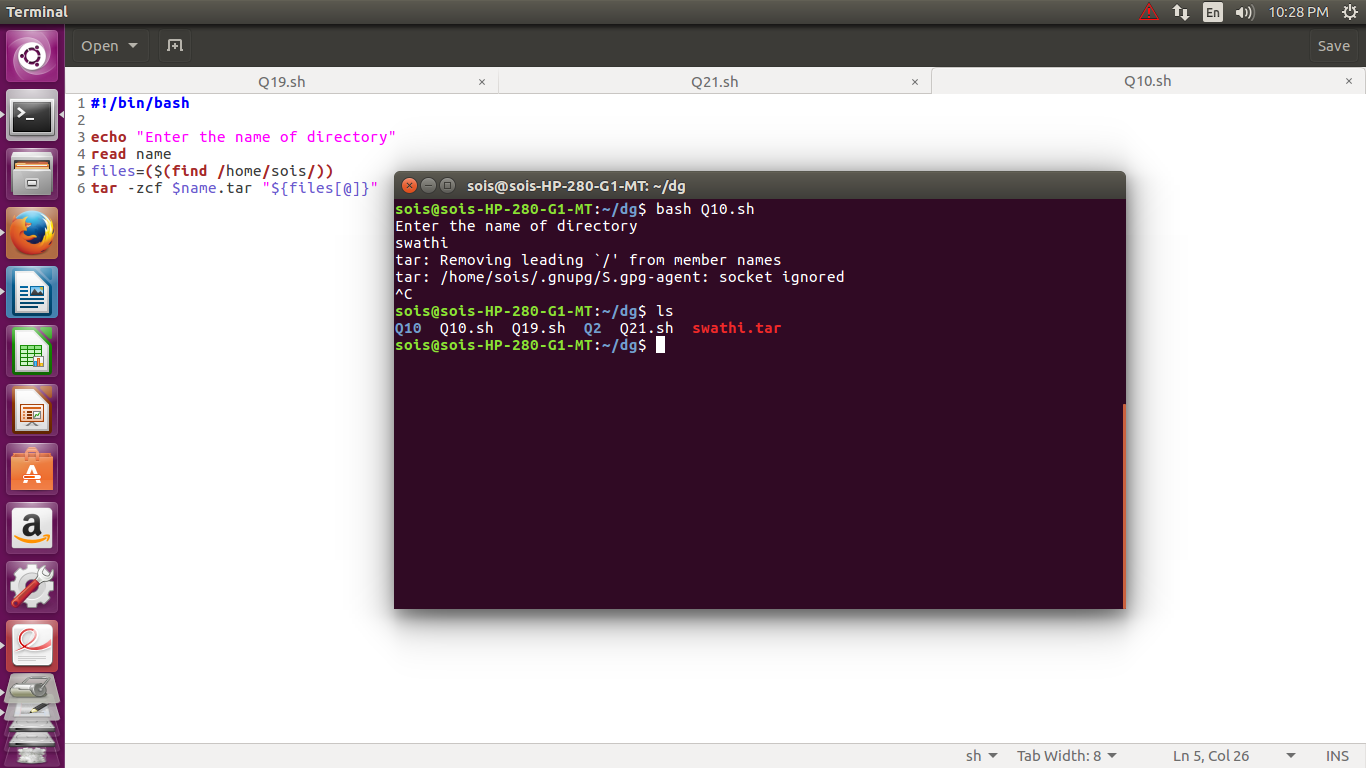 Terminal
En
10:28 PM
Open
Save
Q19.sh ×
Q21.sh ×
Q10.sh ×
1 #!/bin/bash
2
3 echo "Enter the name of directory"
4 read name
5 files=($(find /home/sois/))
6 tar -zcf $name.tar "${files[@]}"
sois@sois-HP-280-G1-MT: ~/dg
sois@sois-HP-280-G1-MT:~/dg$ bash Q10.sh
Enter the name of directory
swathi
tar: Removing leading `/' from member names
tar: /home/sois/.gnupg/S.gpg-agent: socket ignored
^C
sois@sois-HP-280-G1-MT:~/dg$ ls
Q10 Q10.sh Q19.sh Q2 Q21.sh swathi.tar
sois@sois-HP-280-G1-MT:~/dg$
sh
Tab Width: 8
Ln 5, Col 26
INS